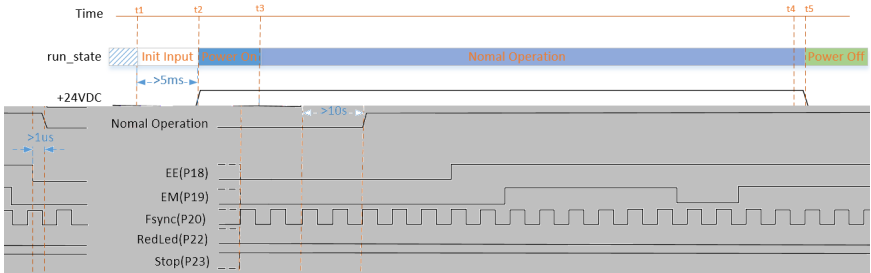 Time
t1 t2 t3 t4 t5
run_state Init Input Power On Nomal Operation Power Off
>5ms
+24VDC
Nomal Operation >10s
>1us
EE(P18)
EM(P19)
Fsync(P20)
RedLed(P22)
Stop(P23)